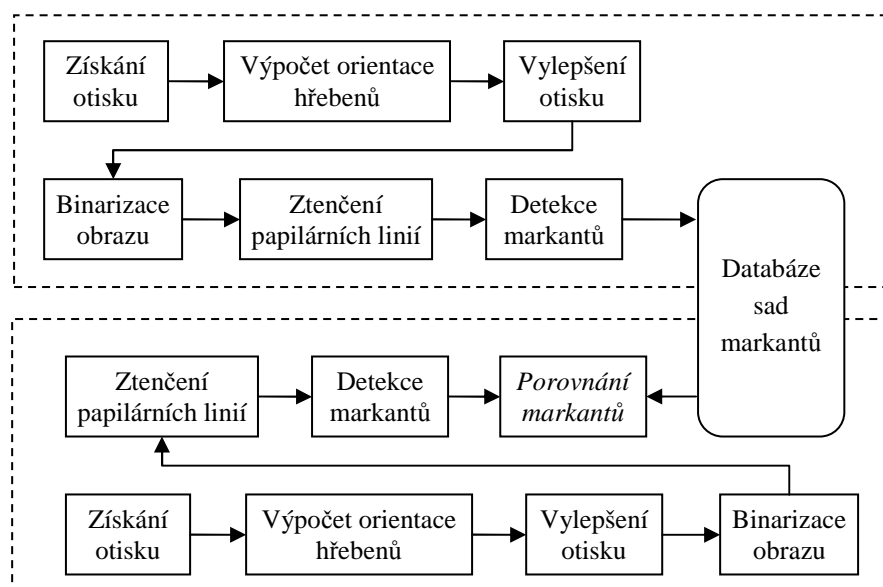 Získání
otisku
Výpočet orientace
hřebenů
Vylepšení
otisku
Binarizace
obrazu
Ztenčení
papilárních linií
Detekce
markantů
Databáze
sad
markantů
Ztenčení
papilárních linií
Detekce
markantů
Porovnání
markantů
Získání
otisku
Výpočet orientace
hřebenů
Vylepšení
otisku
Binarizace
obrazu